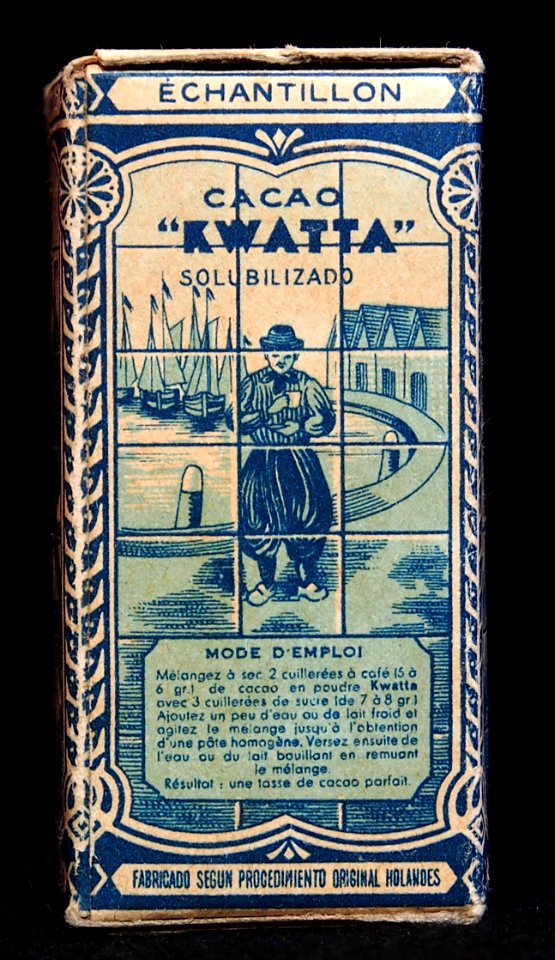 ÉCHANTILLON
CACAO
"KWATTA"
SOLUBILIZADO
MODE D'EMPLOI
Mélangez à sec 2 cuillerées à café (5 à
6 gr.) de cacao en poudre Kwatta
avec 3 cuillerées de sucre (de 7 à 8 gr.)
Ajoutez un peu d'eau ou de lait froid et
agitez le mélange jusqu'à l'obtention
d'une pâte homogène. Versez ensuite de
l'eau ou du lait bouillant en remuant
le mélange.
Résultat : une tasse de cacao parfait.
FABRICADO SEGUN PROCEDIMIENTO ORIGINAL HOLANDES